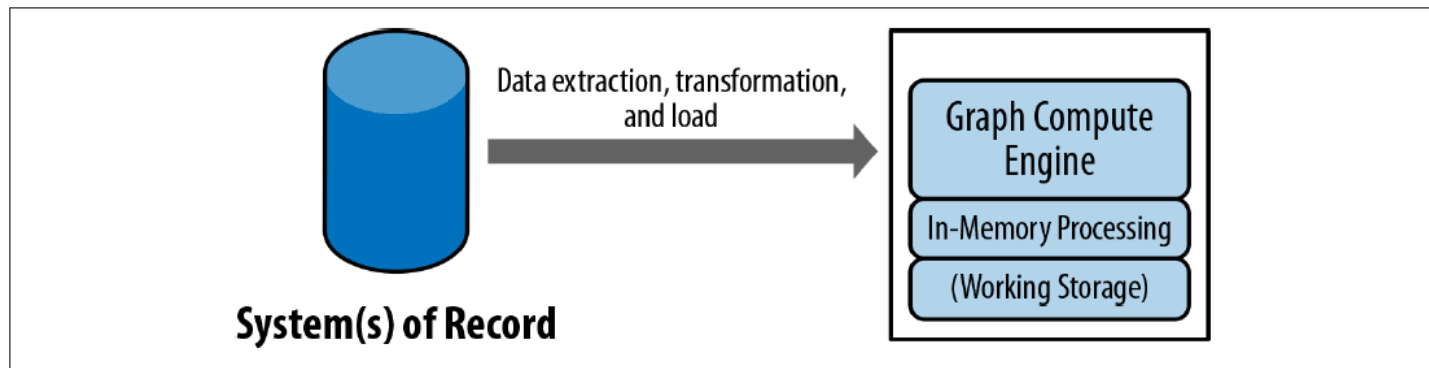 Data extraction, transformation,
and load
System(s) of Record
Graph Compute
Engine
In-Memory Processing
(Working Storage)